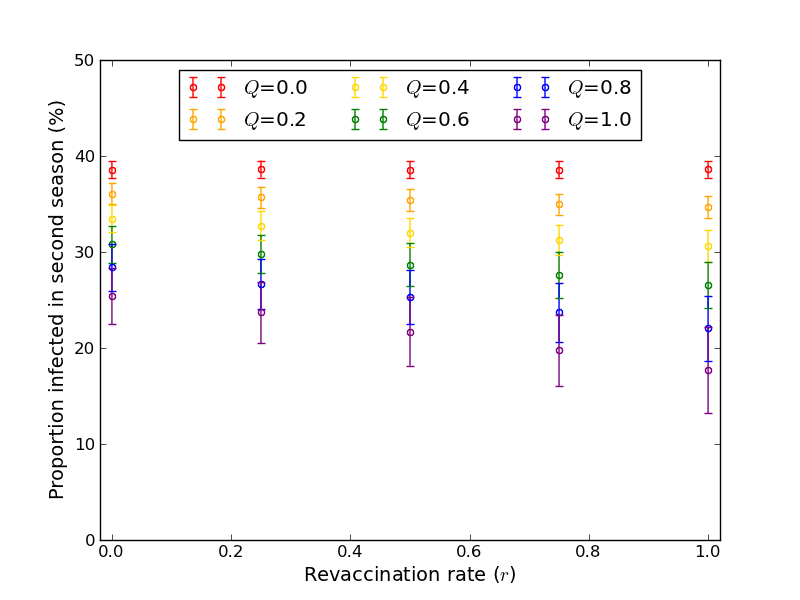 50
Q=0.0 Q=0.4 Q=0.8
Q=0.2 Q=0.6 Q=1.0
40
30
20
10
0
Proportion infected in second season (%)
0.0 0.2 0.4 0.6 0.8 1.0
Revaccination rate (r)